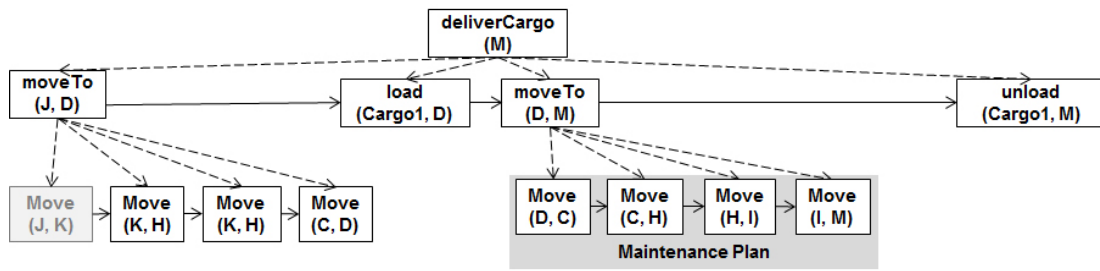 deliverCargo
(M)
moveTo
(J, D)
load
(Cargo1, D)
moveTo
(D, M)
unload
(Cargo1, M)
Move
(J, K)
Move
(K, H)
Move
(K, H)
Move
(C, D)
Move
(D, C)
Move
(C, H)
Move
(H, I)
Move
(I, M)
Maintenance Plan